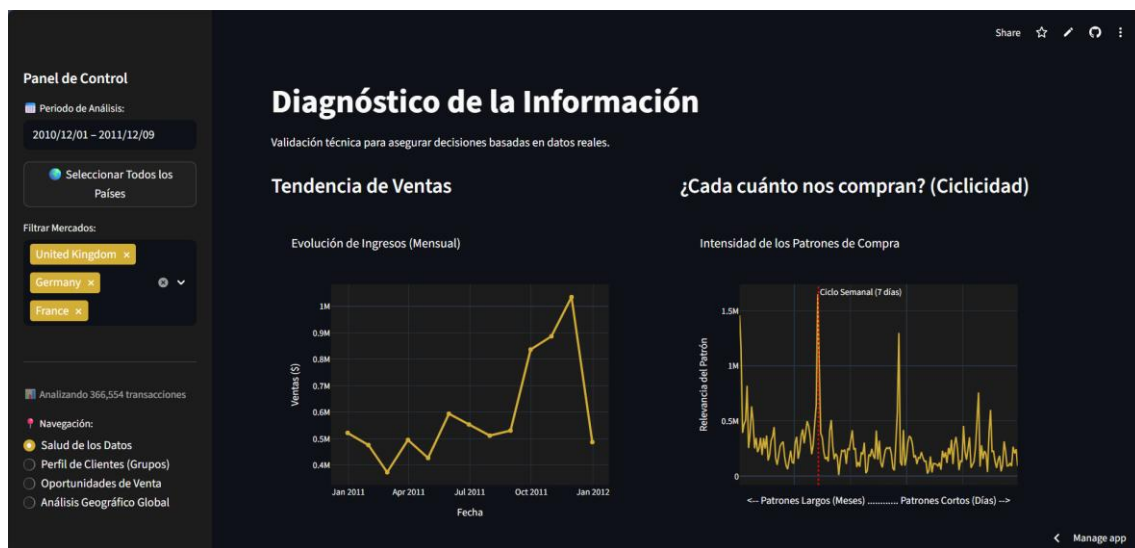 Share
Panel de Control
Periodo de Análisis:
2010/12/01 – 2011/12/09
Seleccionar Todos los
Países
Filtrar Mercados:
United Kingdom ×
Germany ×
France ×
Analizando 366,554 transacciones
Navegación:
Salud de los Datos
Perfil de Clientes (Grupos)
Oportunidades de Venta
Análisis Geográfico Global
Diagnóstico de la Información
Validación técnica para asegurar decisiones basadas en datos reales.
Tendencia de Ventas
Evolución de Ingresos (Mensual)
Ventas ($)
1M
0.9M
0.8M
0.7M
0.6M
0.5M
0.4M
Jan 2011 Apr 2011 Jul 2011 Oct 2011 Jan 2012
Fecha
¿Cada cuánto nos compran? (Ciclicidad)
Intensidad de los Patrones de Compra
Ciclo Semanal (7 días)
Relevancia del Patrón
1.5M
1M
0.5M
0
<-- Patrones Largos (Meses) ............ Patrones Cortos (Días) -->
< Manage app